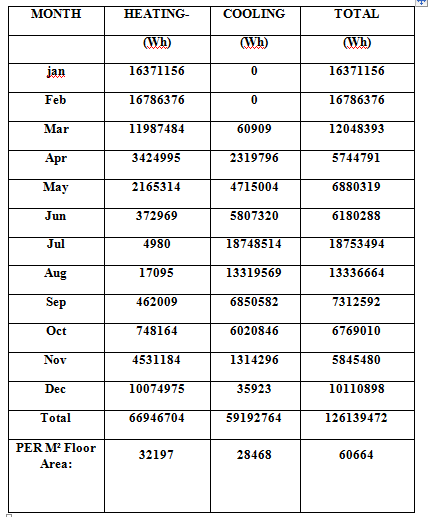 MONTH HEATING- COOLING TOTAL
(Wh) (Wh) (Wh)
jan 16371156 0 16371156
Feb 16786376 0 16786376
Mar 11987484 60909 12048393
Apr 3424995 2319796 5744791
May 2165314 4715004 6880319
Jun 372969 5807320 6180288
Jul 4980 18748514 18753494
Aug 17095 13319569 13336664
Sep 462009 6850582 7312592
Oct 748164 6020846 6769010
Nov 4531184 1314296 5845480
Dec 10074975 35923 10110898
Total 66946704 59192764 126139472
PER M² Floor
Area: 32197 28468 60664